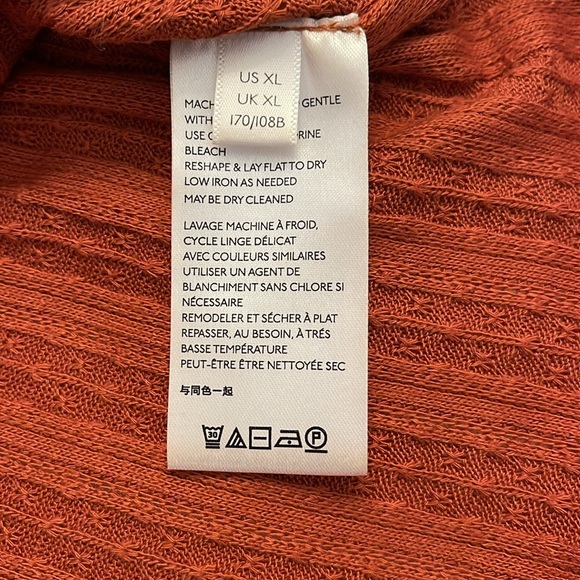 US XL
UK XL
170/108B
GENTLE
BLEACH
RESHAPE & LAY FLAT TO DRY
LOW IRON AS NEEDED
MAY BE DRY CLEANED
LAVAGE MACHINE À FROID,
CYCLE LINGE DÉLICAT
AVEC COULEURS SIMILAIRES
UTILISER UN AGENT DE
BLANCHIMENT SANS CHLORE SI
NÉCESSAIRE
REMODELER ET SÉCHER À PLAT
REPASSER, AU BESOIN, À TRÉS
BASSE TEMPÉRATURE
PEUT-ÊTRE ÊTRE NETTOYÉE SEC
与同色一起
30 P